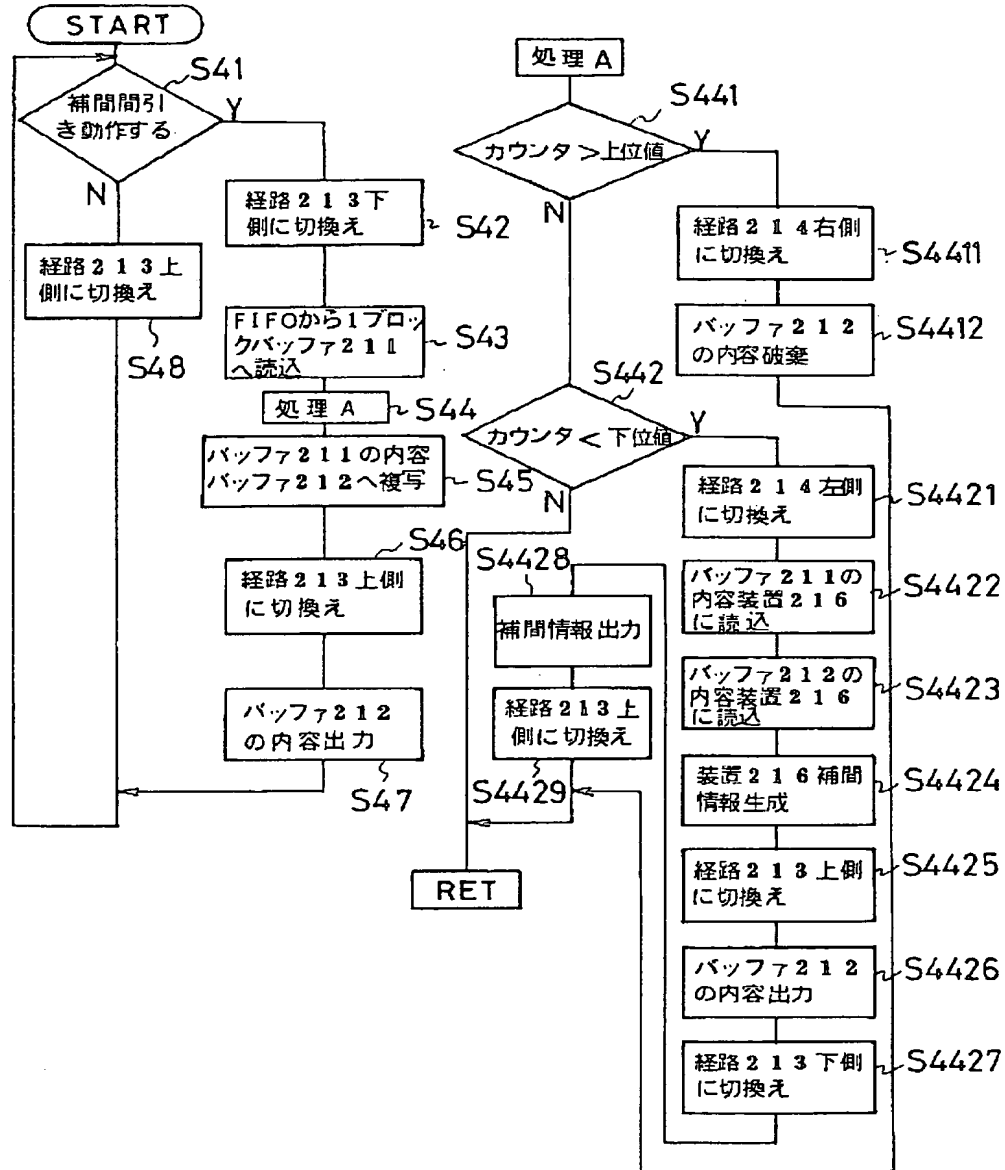 START
S41
補間間引
き動作する
Y
N
経路213下
側に切換え
S42
経路213上
側に切換え
S48
FIFOから1ブロッ
クバッファ211
へ読込
S43
処理A
S44
バッファ211の内容
バッファ212へ複写
S45
S46
経路213上側
に切換え
バッファ212
の内容出力
S47
処理A
S441
カウンタ>上位値
Y
N
経路214右側
に切換え
S4411
バッファ212
の内容破棄
S4412
S442
カウンタ<下位値
Y
N
経路214左側
に切換え
S4421
バッファ211の
内容装置216
に読込
S4422
バッファ212の
内容装置216
に読込
S4423
装置216補間
情報生成
S4424
経路213上側
に切換え
S4425
バッファ212
の内容出力
S4426
経路213下側
に切換え
S4427
S4428
補間情報出力
経路213上
側に切換え
S4429
RET